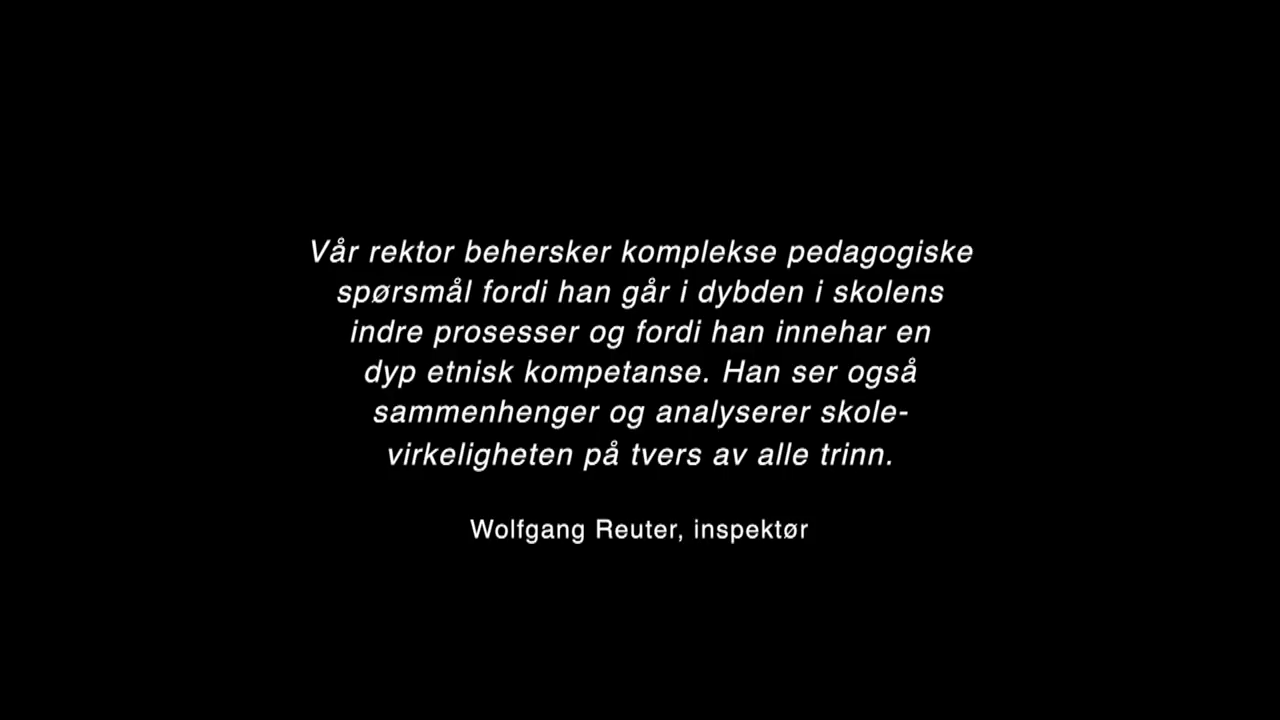 Vår rektor behersker komplekse pedagogiske
spørsmål fordi han går i dybden i skolens
indre prosesser og fordi han innehar en
dyp etnisk kompetanse. Han ser også
sammenhenger og analyserer skole-
virkeligheten på tvers av alle trinn.
Wolfgang Reuter, inspektør